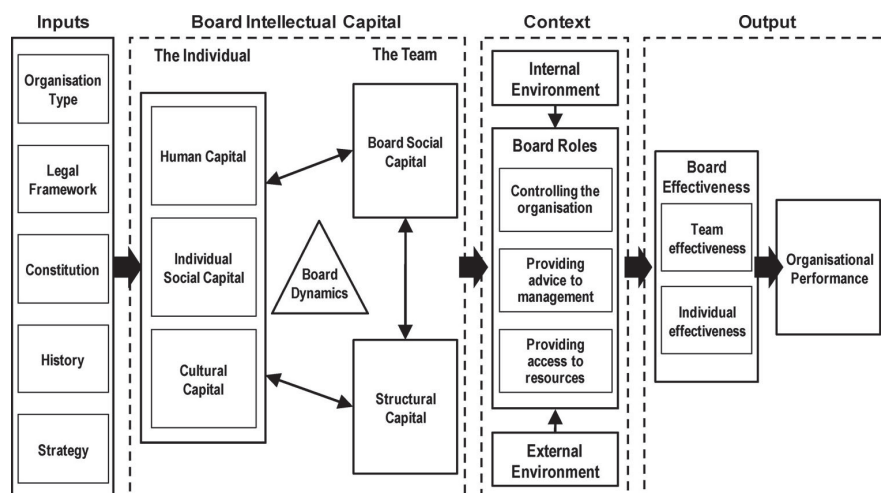 Inputs
Organisation
Type
Legal
Framework
Constitution
History
Strategy
Board Intellectual Capital
The Individual
The Team
Human Capital
Individual
Social Capital
Cultural
Capital
Board
Dynamics
Board Social
Capital
Structural
Capital
Context
Internal
Environment
Board Roles
Controlling the
organisation
Providing
advice to
management
Providing
access to
resources
External
Environment
Output
Board
Effectiveness
Team
effectiveness
Individual
effectiveness
Organisational
Performance